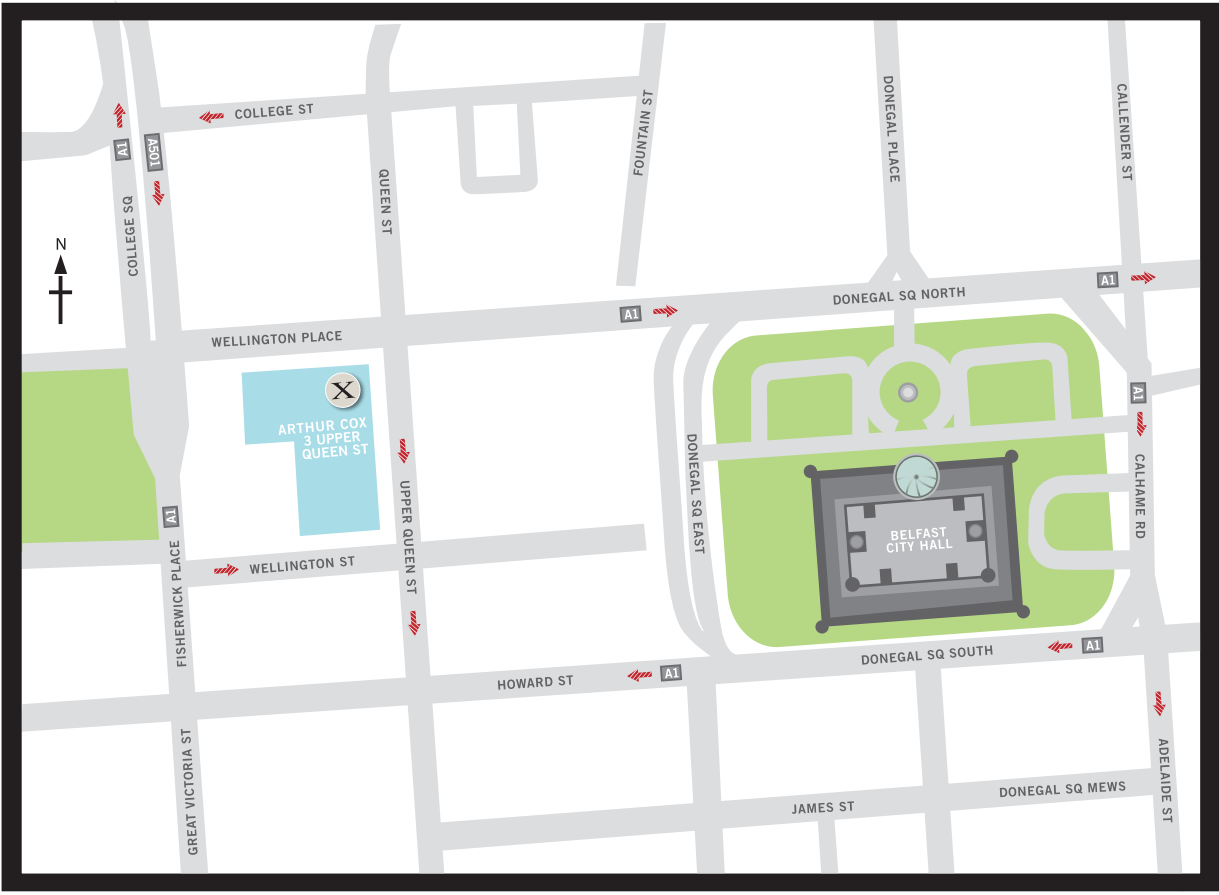 COLLEGE ST
A1
A501
COLLEGE SQ
QUEEN ST
FOUNTAIN ST
DONEGAL PLACE
CALLENDER ST
N
A1
DONEGAL SQ NORTH
A1
WELLINGTON PLACE
X
ARTHUR COX
3 UPPER
QUEEN ST
A1
DONEGAL SQ EAST
CALHAME RD
A1
UPPER QUEEN ST
BELFAST
CITY HALL
FISHERWICK PLACE
WELLINGTON ST
A1
DONEGAL SQ SOUTH
A1
HOWARD ST
GREAT VICTORIA ST
ADELAIDE ST
DONEGAL SQ MEWS
JAMES ST